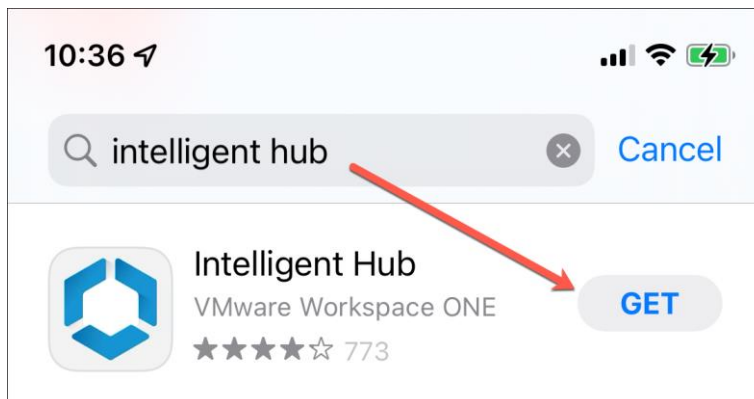 10:36
intelligent hub
Cancel
Intelligent Hub
VMware Workspace ONE
GET
773